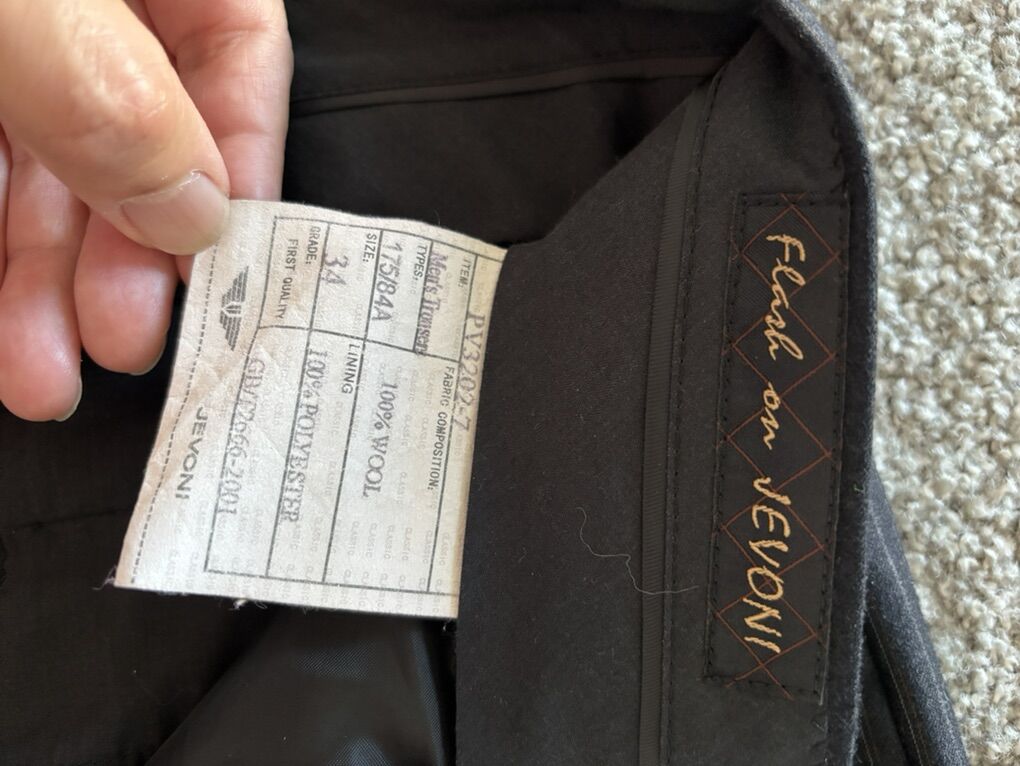 ITEM: PV3202-7
TYPES:
Men's Trousers
SIZE:
175/84A
34
GRADE:
FIRST QUALITY
FABRIC COMPOSITION:
100% WOOL
LINING
100% POLYESTER
GB/T2666-2001
JEVONI
Flash on JEVONI